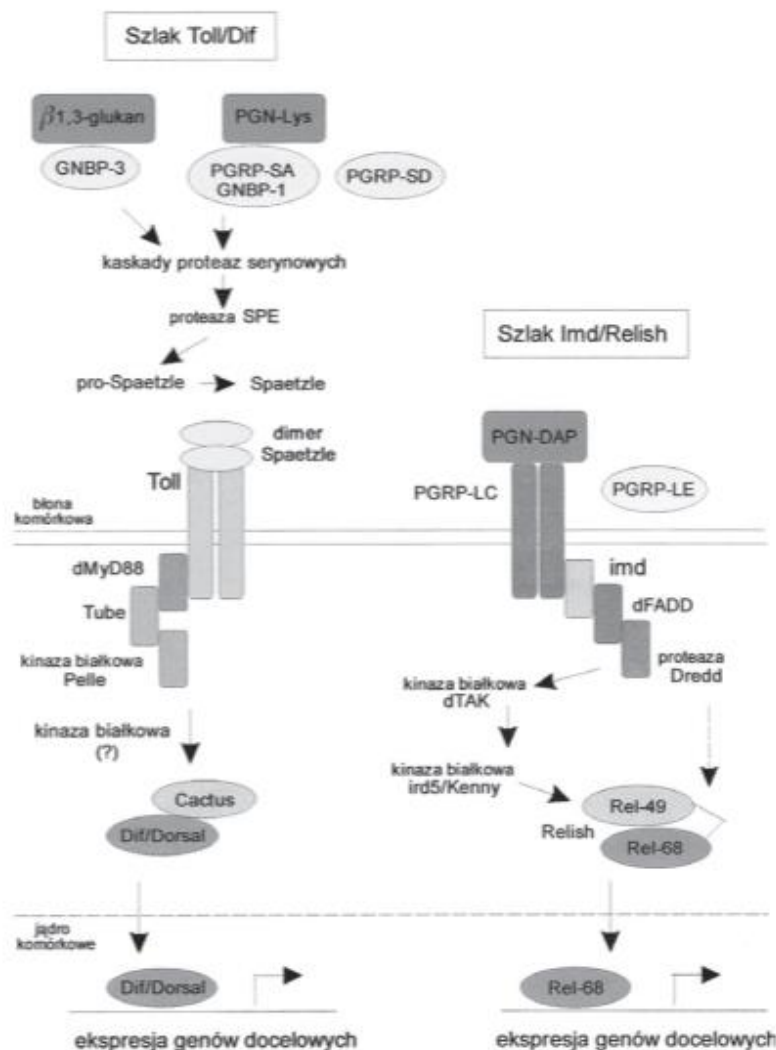 Szlak Toll/Dif
β1,3-glukan
PGN-Lys
GNBP-3
PGRP-SA
GNBP-1
PGRP-SD
kaskady proteaz serynowych
proteaza SPE
pro-Spaetzle
Spaetzle
dimer
Spaetzle
Toll
błona
komórkowa
dMyD88
Tube
kinaza białkowa
Pelle
kinaza białkowa
(?)
Cactus
Dif/Dorsal
jądro
komórkowe
Dif/Dorsal
ekspresja genów docelowych
Szlak Imd/Relish
PGN-DAP
PGRP-LC
PGRP-LE
imd
dFADD
proteaza
Dredd
kinaza białkowa
dTAK
kinaza białkowa
ird5/Kenny
Rel-49
Relish
Rel-68
Rel-68
ekspresja genów docelowych